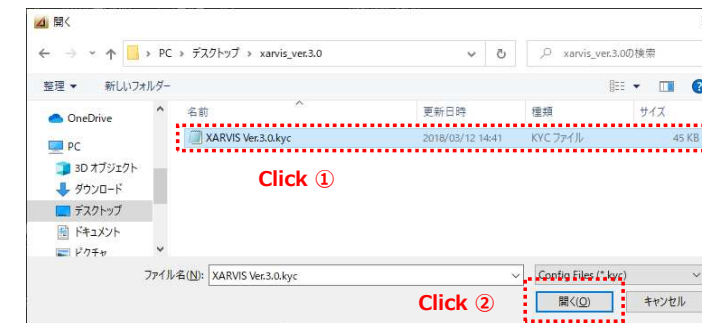 開く
PC › デスクトップ › xarvis_ver.3.0
xarvis_ver.3.0の検索
整理 新しいフォルダー
名前 更新日時 種類 サイズ
OneDrive
XARVIS Ver.3.0.kyc 2018/03/12 14:41 KYC ファイル 45 KB
PC
3D オブジェクト
Click ①
ダウンロード
デスクトップ
ドキュメント
ピクチャ
ファイル名(N): XARVIS Ver.3.0.kyc Config Files (*.kyc)
Click ② 開く(O) キャンセル